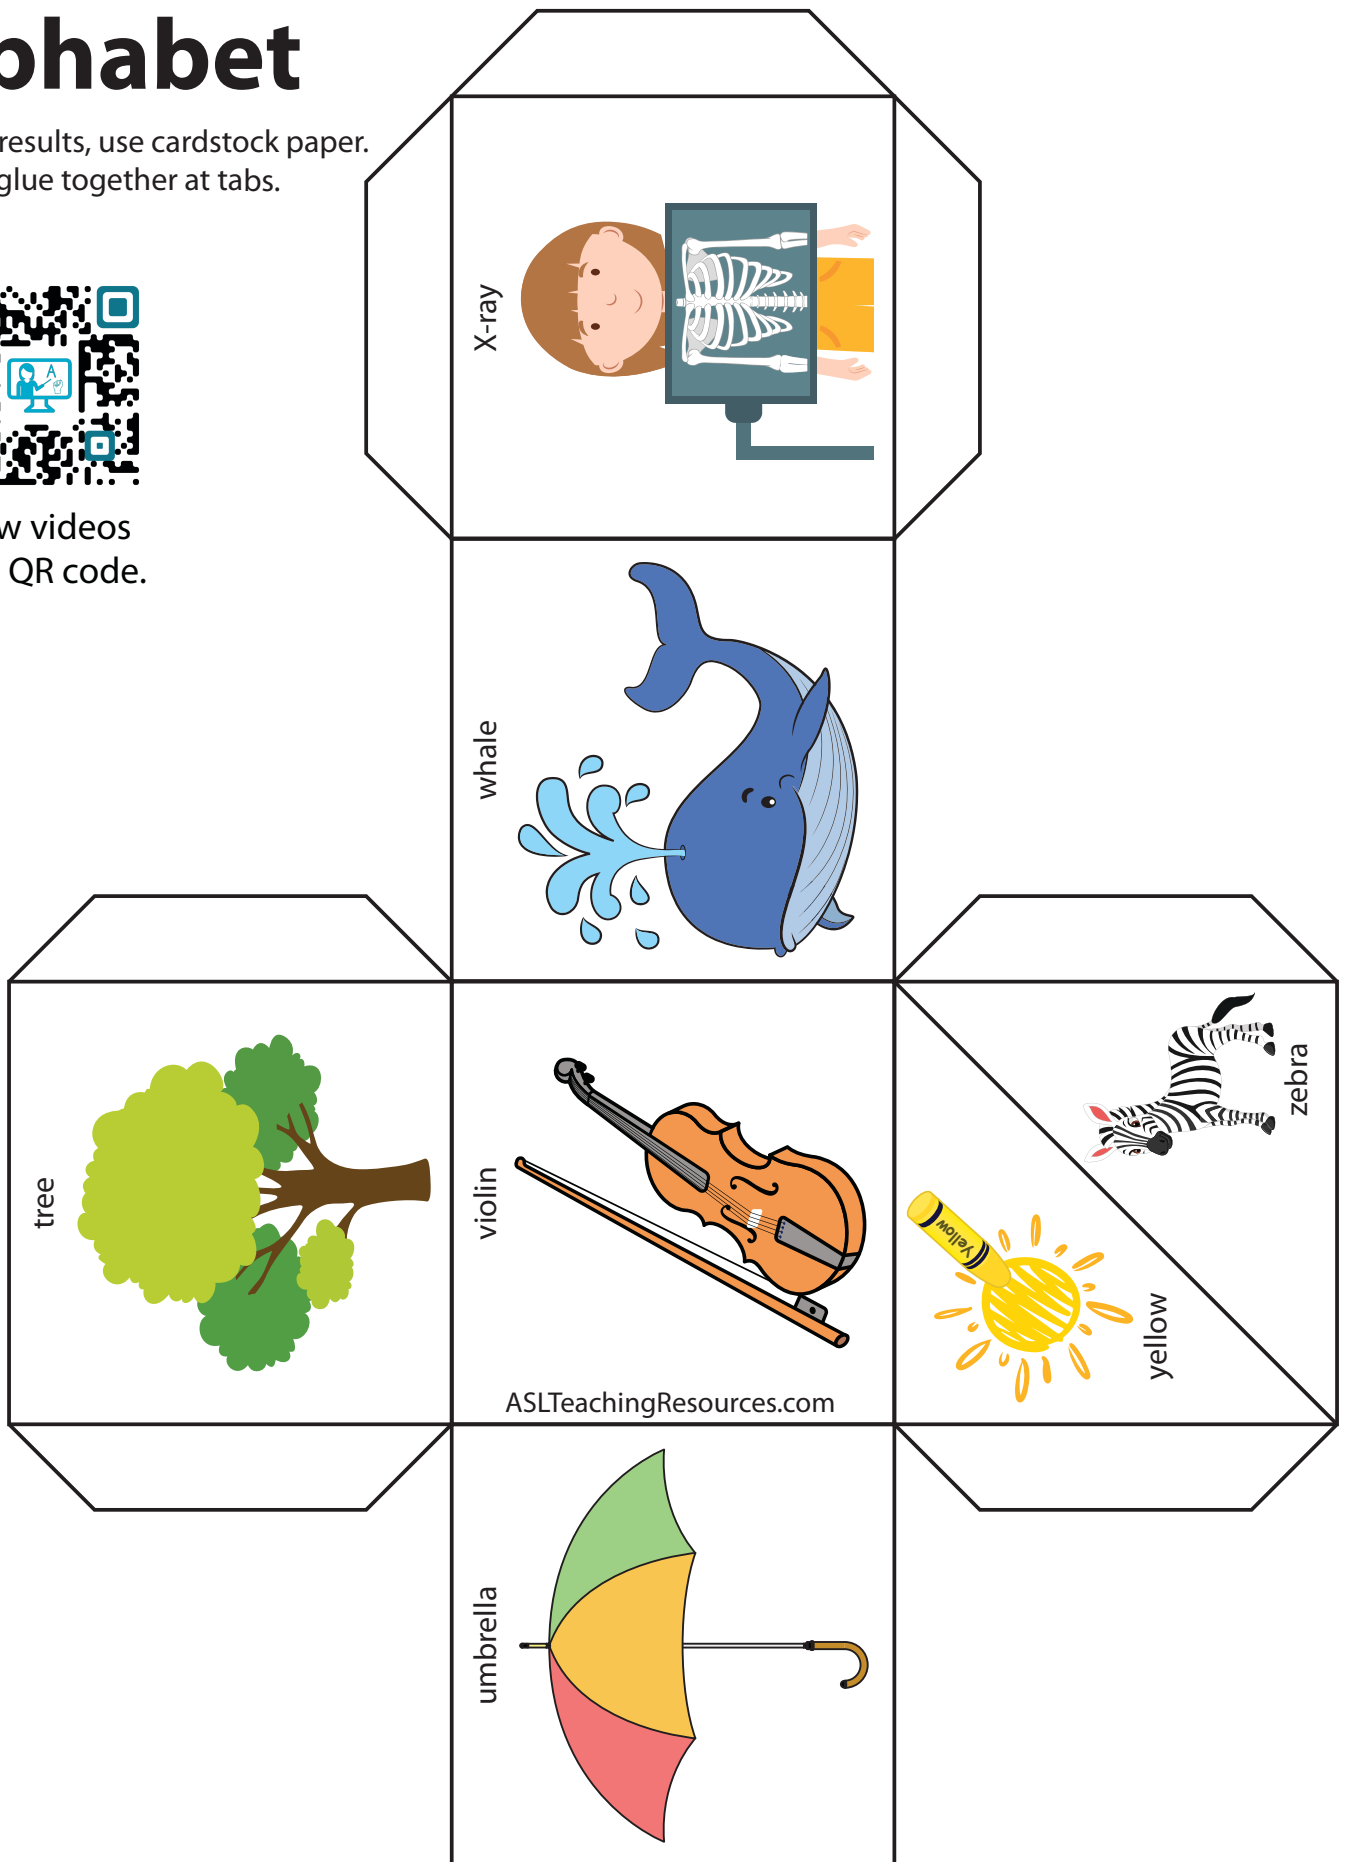 phabet
results, use cardstock paper.
glue together at tabs.
A
w videos
QR code.
X-ray
whale
tree
violin
zebra
Yellow
yellow
ASLTeachingResources.com
umbrella